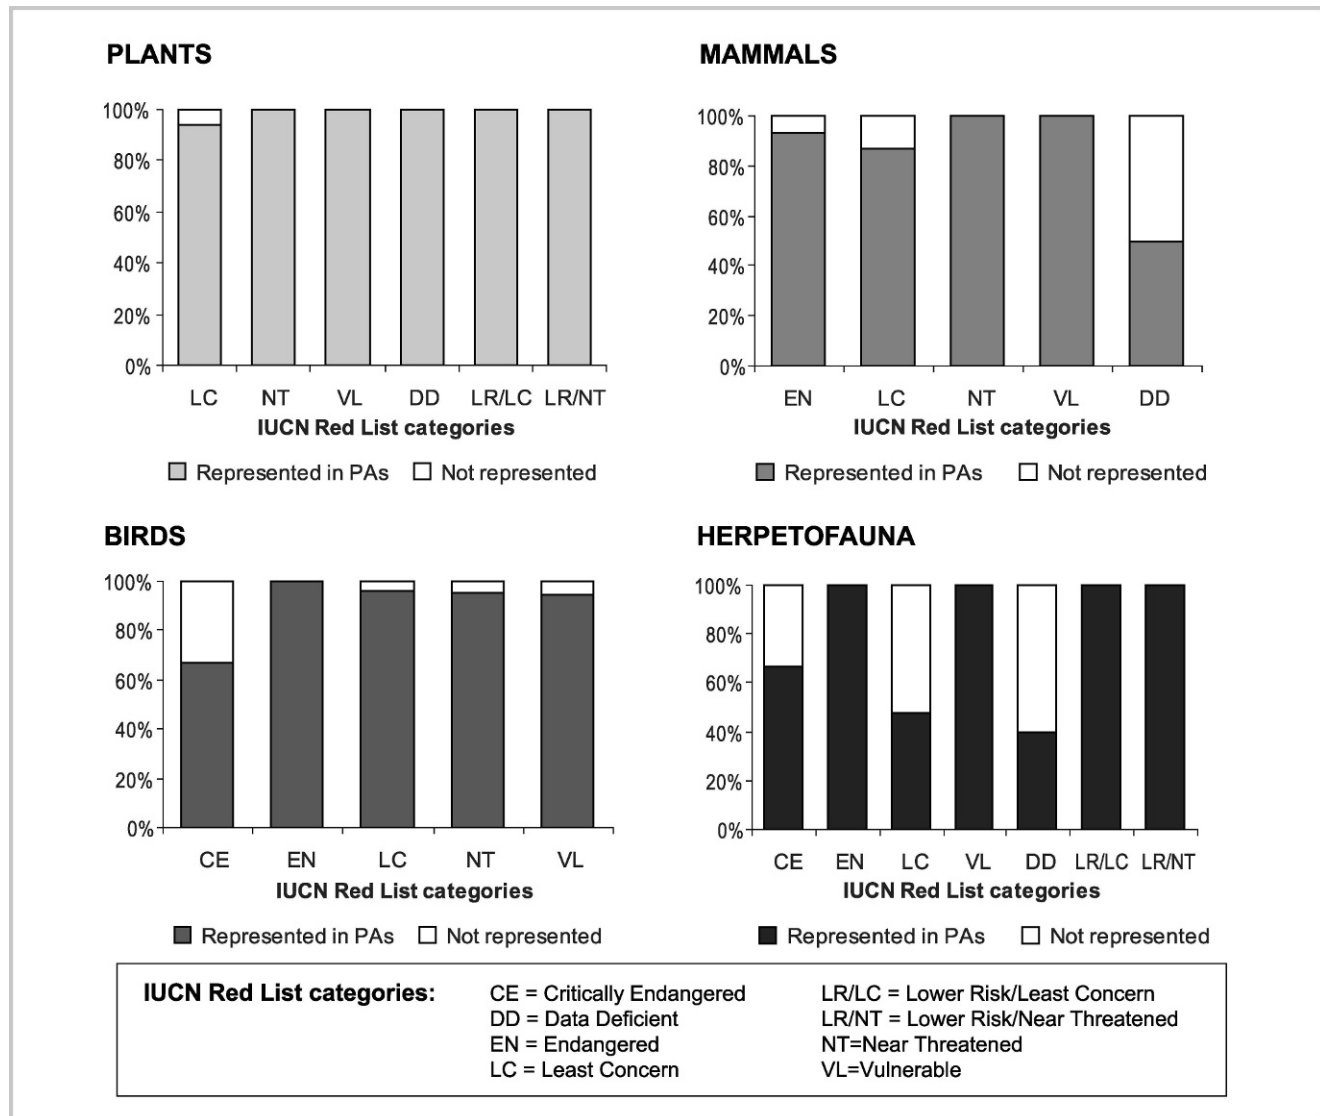 PLANTS
100%
80%
60%
40%
20%
0%
LC NT VL DD LR/LC LR/NT
IUCN Red List categories
Represented in PAs Not represented
MAMMALS
100%
80%
60%
40%
20%
0%
EN LC NT VL DD
IUCN Red List categories
Represented in PAs Not represented
BIRDS
100%
80%
60%
40%
20%
0%
CE EN LC NT VL
IUCN Red List categories
Represented in PAs Not represented
HERPETOFAUNA
100%
80%
60%
40%
20%
0%
CE EN LC VL DD LR/LC LR/NT
IUCN Red List categories
Represented in PAs Not represented
IUCN Red List categories:
CE = Critically Endangered
DD = Data Deficient
EN = Endangered
LC = Least Concern
LR/LC = Lower Risk/Least Concern
LR/NT = Lower Risk/Near Threatened
NT=Near Threatened
VL=Vulnerable